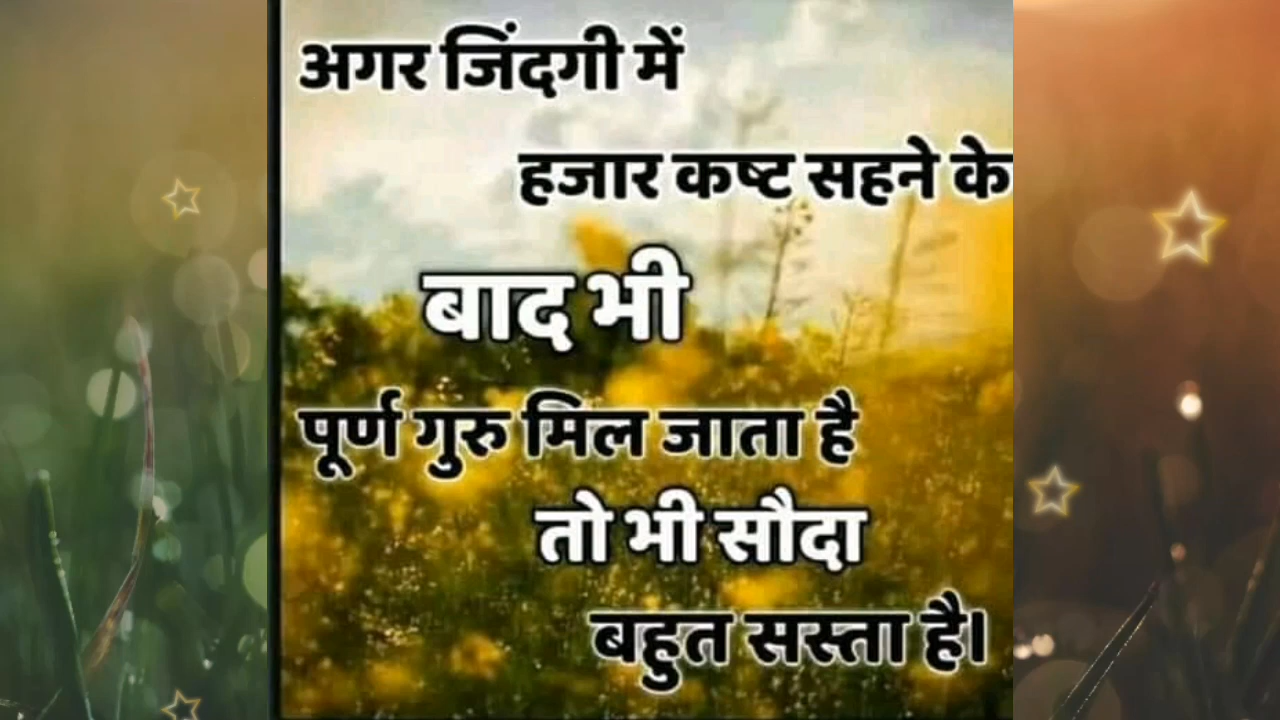 अगर जिंदगी में
हजार कष्ट सहने के
बाद भी
पूर्ण गुरु मिल जाता है
तो भी सौदा
बहुत सस्ता है।